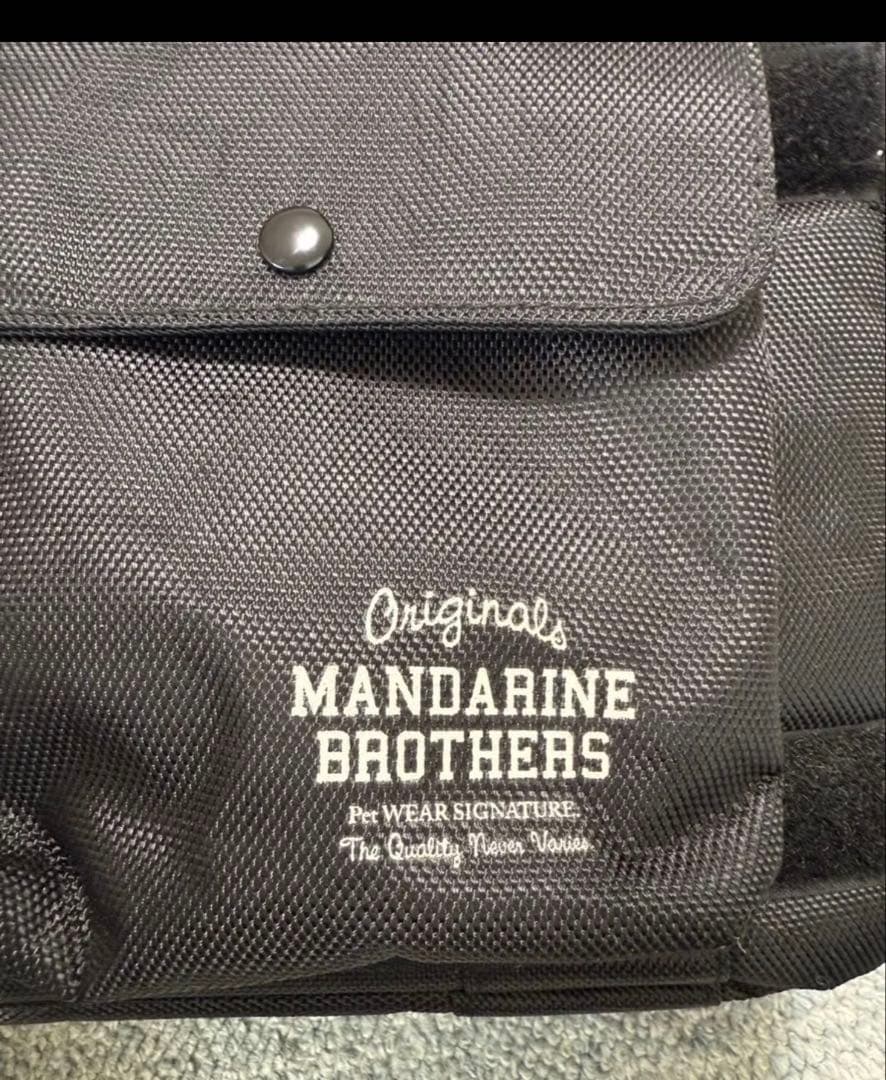 Originals
MANDARINE
BROTHERS
Pet WEAR SIGNATURE.
The Quality Never Varies.